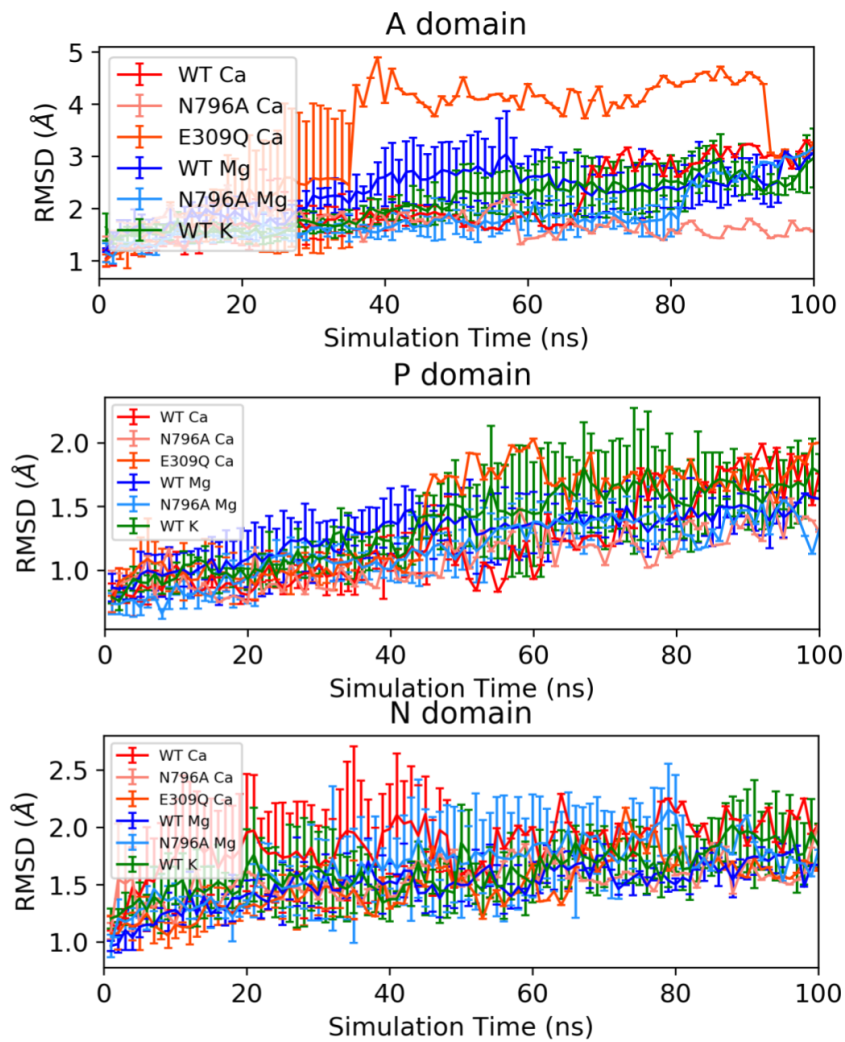 A domain
5
4
3
2
1
RMSD (Å)
WT Ca
N796A Ca
E309Q Ca
WT Mg
N796A Mg
WT K
0 20 40 60 80 100
Simulation Time (ns)
P domain
2.0
1.5
1.0
RMSD (Å)
WT Ca
N796A Ca
E309Q Ca
WT Mg
N796A Mg
WT K
0 20 40 60 80 100
Simulation Time (ns)
N domain
2.5
2.0
1.5
1.0
RMSD (Å)
WT Ca
N796A Ca
E309Q Ca
WT Mg
N796A Mg
WT K
0 20 40 60 80 100
Simulation Time (ns)